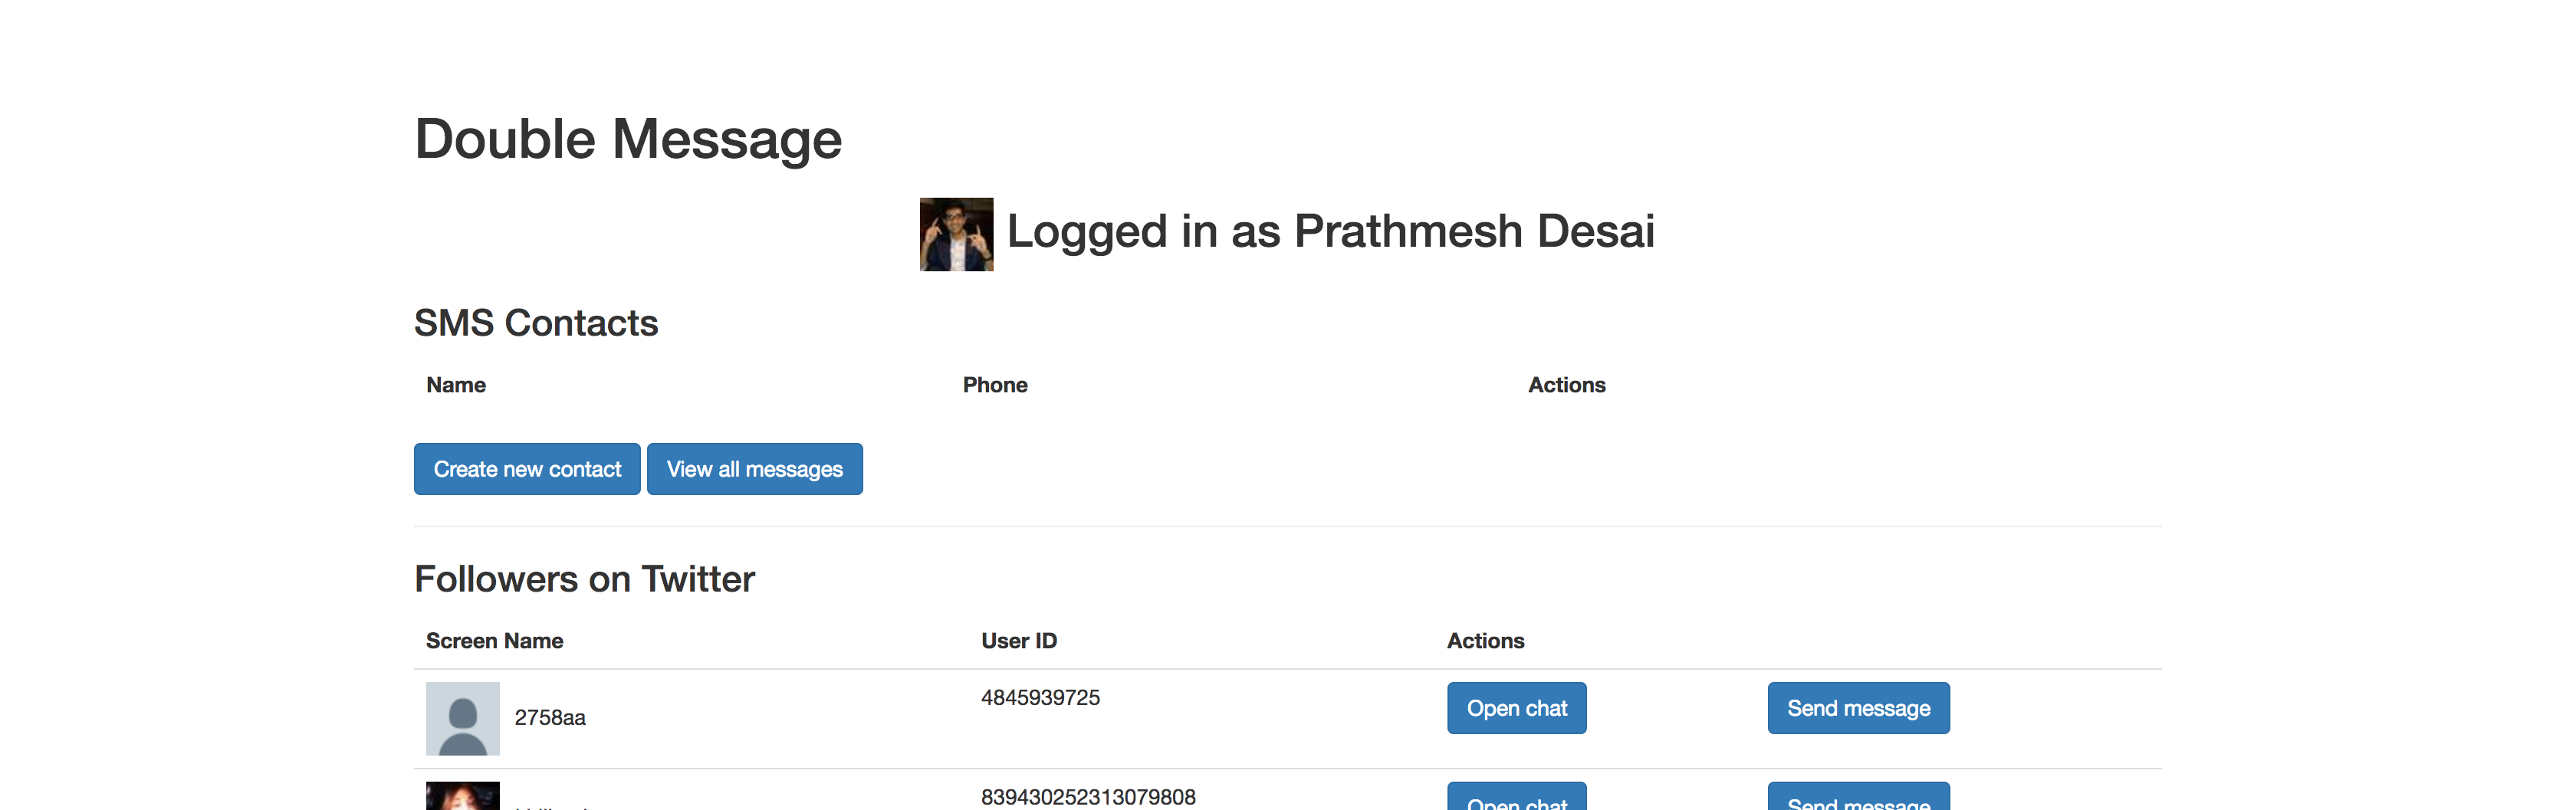 Double Message
Logged in as Prathmesh Desai
SMS Contacts
Name Phone Actions
Create new contact View all messages
Followers on Twitter
Screen Name User ID Actions
2758aa 4845939725 Open chat Send message
839430252313079808 Open chat Send message